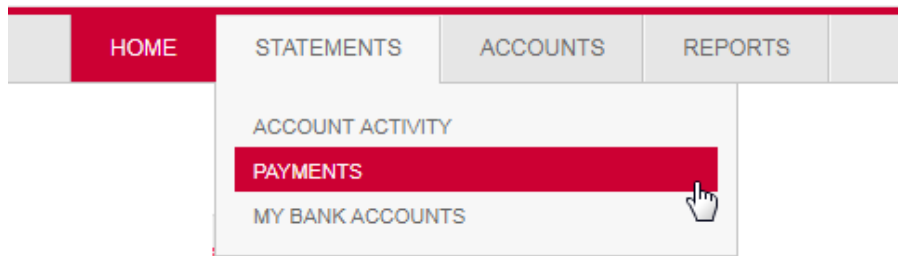 HOME STATEMENTS ACCOUNTS REPORTS
ACCOUNT ACTIVITY
PAYMENTS
MY BANK ACCOUNTS